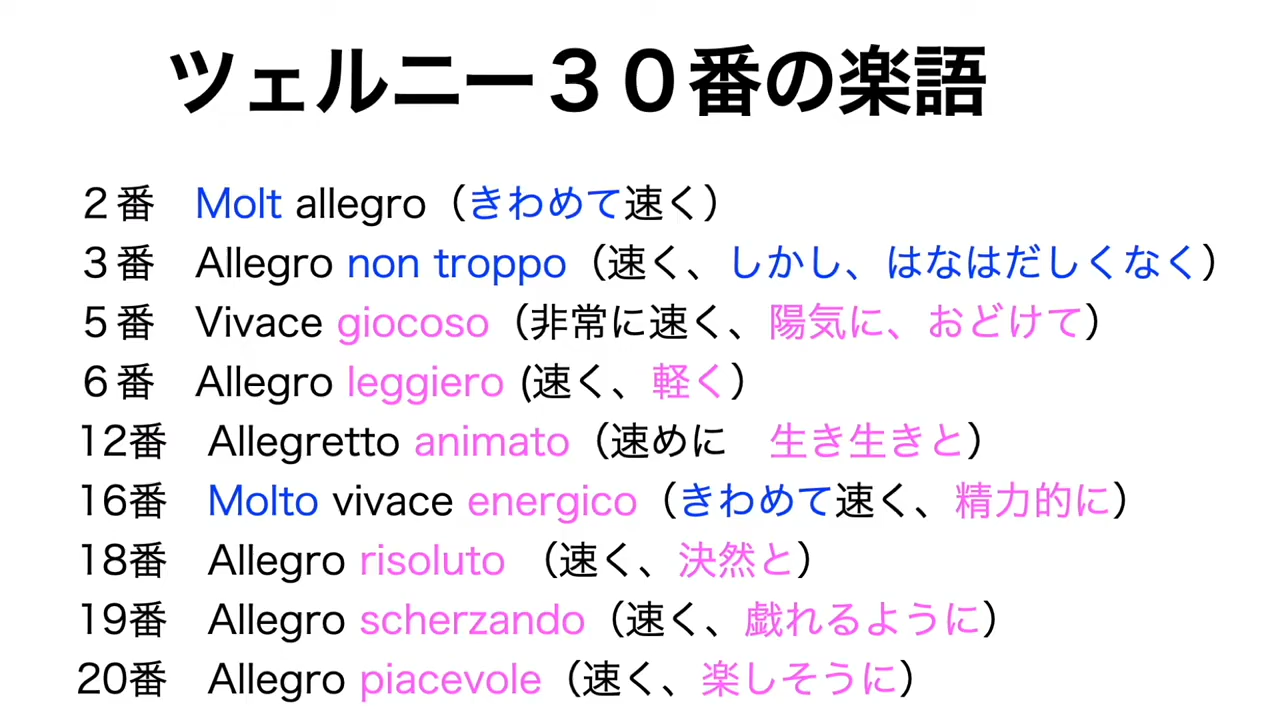 ツェルニー３０番の楽語
２番　Molt allegro（きわめて速く）
３番　Allegro non troppo（速く、しかし、はなはだしくなく）
５番　Vivace giocoso（非常に速く、陽気に、おどけて）
６番　Allegro leggiero (速く、軽く）
12番　Allegretto animato（速めに　生き生きと）
16番　Molto vivace energico（きわめて速く、精力的に）
18番　Allegro risoluto （速く、決然と）
19番　Allegro scherzando（速く、戯れるように）
20番　Allegro piacevole（速く、楽しそうに）